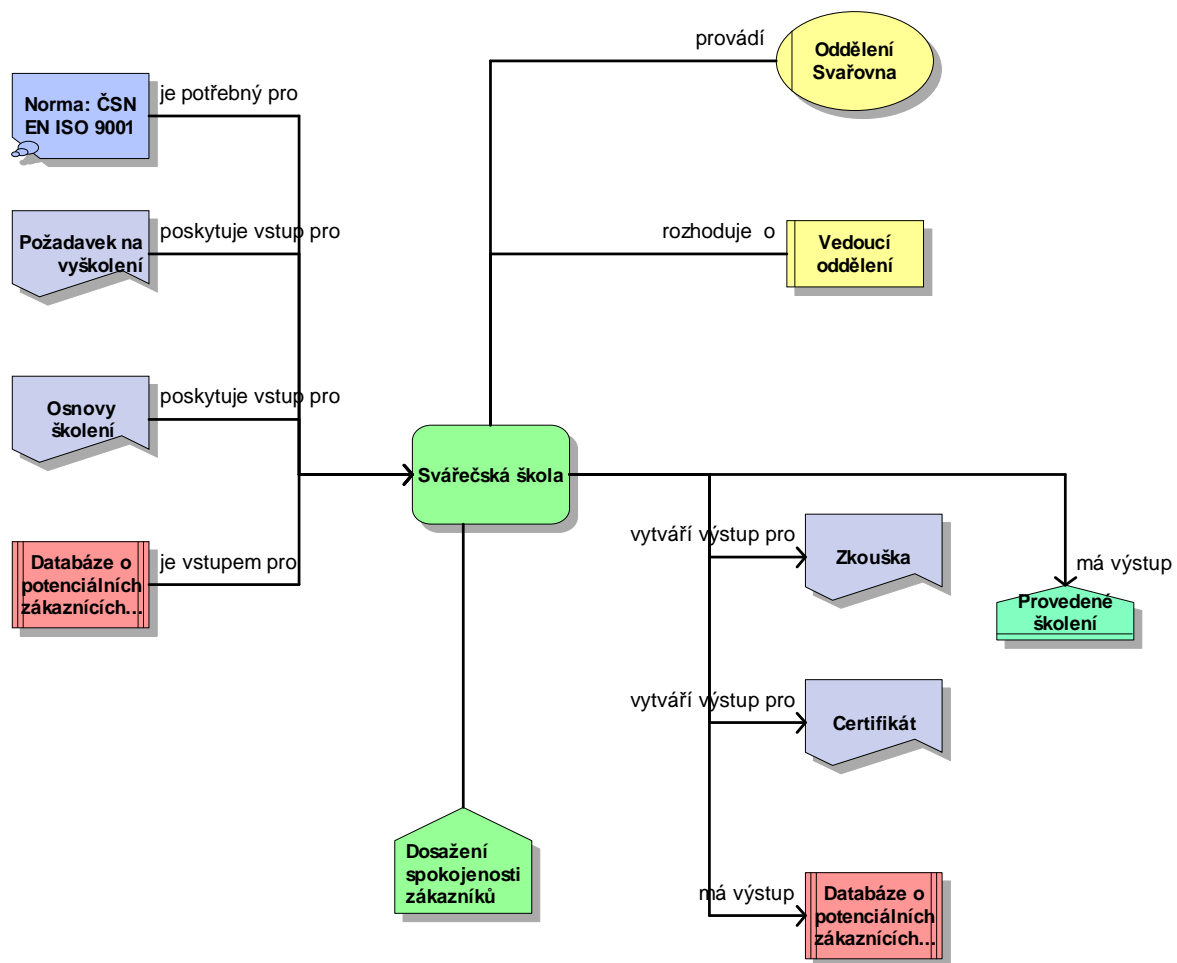 provádí
Oddělení
Svařovna
je potřebný pro
Norma: ČSN
EN ISO 9001
poskytuje vstup pro
Požadavek na
vyškolení
rozhoduje o
Vedoucí
oddělení
poskytuje vstup pro
Osnovy
školení
Svářečská škola
je vstupem pro
Databáze o
potenciálních
zákaznících...
vytváří výstup pro
Zkouška
má výstup
Provedené
školení
vytváří výstup pro
Certifikát
Dosažení
spokojenosti
zákazníků
má výstup
Databáze o
potenciálních
zákaznících...